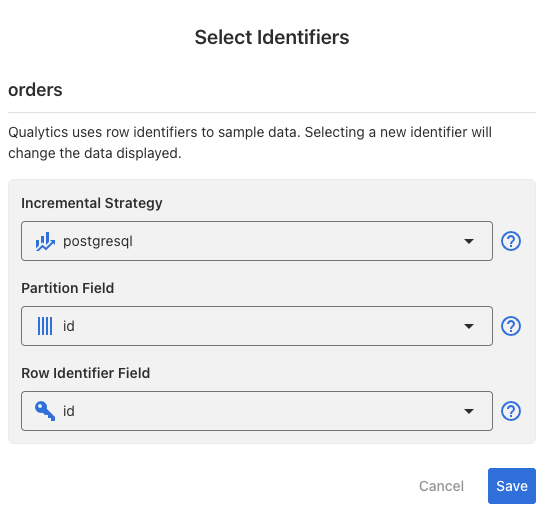 Select Identifiers
orders
Qualytics uses row identifiers to sample data. Selecting a new identifier will
change the data displayed.
Incremental Strategy
postgresql
Partition Field
id
Row Identifier Field
id
Cancel Save